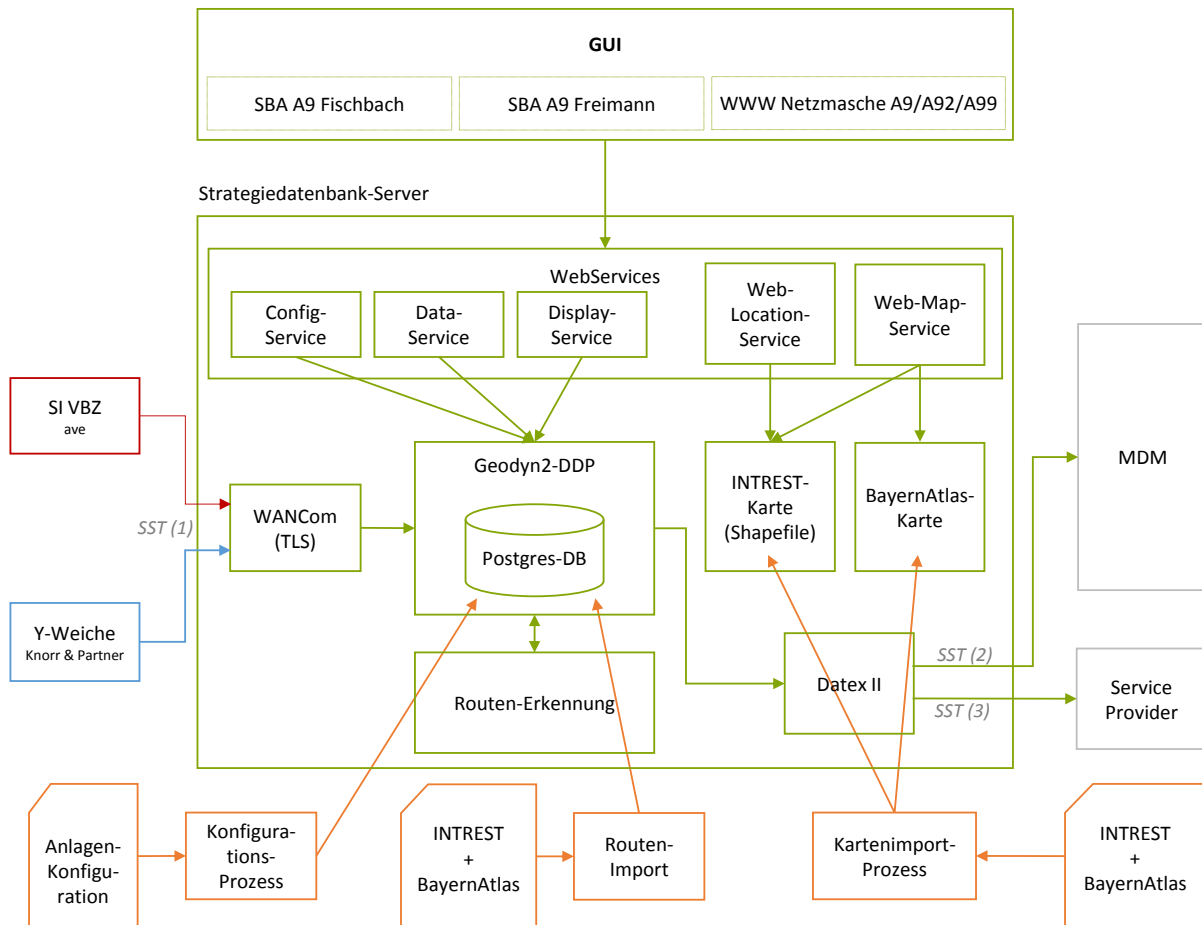 GUI
SBA A9 Fischbach
SBA A9 Freimann
WWW Netzmasche A9/A92/A99
Strategiedatenbank-Server
WebServices
Config-
Service
Data-
Service
Display-
Service
Web-
Location-
Service
Web-Map-
Service
SI VBZ
ave
SST (1)
Y-Weiche
Knorr & Partner
WANCom
(TLS)
Geodyn2-DDP
Postgres-DB
Routen-Erkennung
INTREST-
Karte
(Shapefile)
BayernAtlas-
Karte
Datex II
SST (2)
SST (3)
MDM
Service
Provider
Anlagen-
Konfigu-
ration
Konfigura-
tions-
Prozess
INTREST
+
BayernAtlas
Routen-
Import
Kartenimport-
Prozess
INTREST
+
BayernAtlas